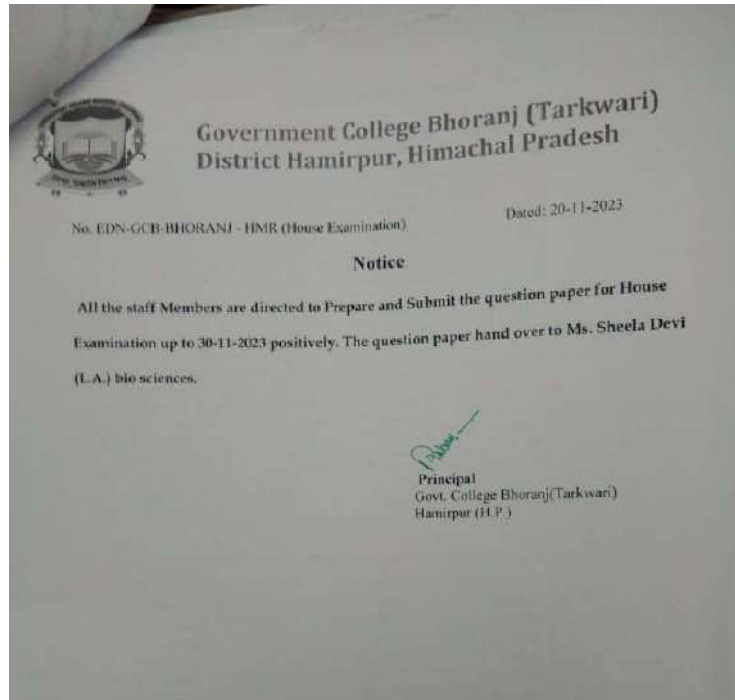 Government College Bhoranj (Tarkwari)
District Hamirpur, Himachal Pradesh
No. EDN-GCB-BHORANJ - HMR (House Examination)
Dated: 20-11-2023
Notice
All the staff Members are directed to Prepare and Submit the question paper for House
Examination up to 30-11-2023 positively. The question paper hand over to Ms. Sheela Devi
(L.A.) bio sciences.
Principal
Govt. College Bhoranj(Tarkwari)
Hamirpur (H.P.)